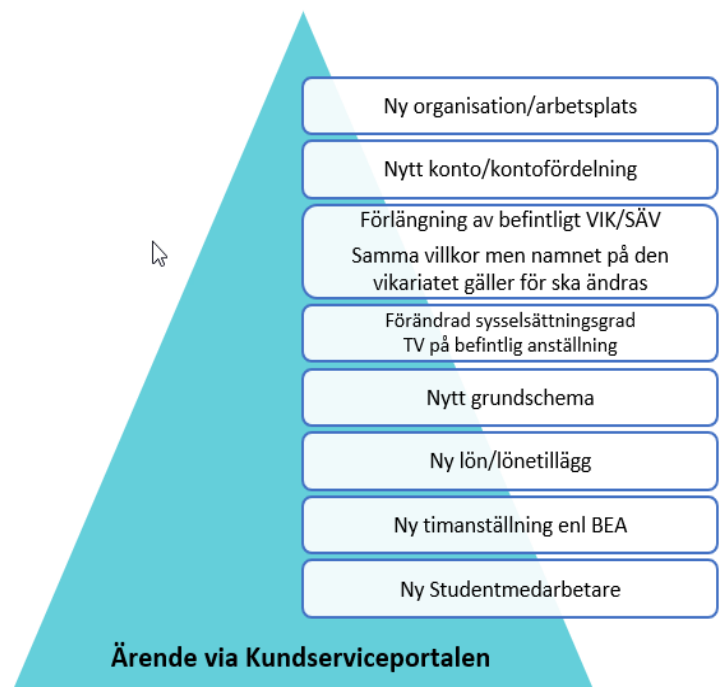 Ny organisation/arbetsplats
Nytt konto/kontofördelning
Förlängning av befintligt VIK/SÄV
Samma villkor men namnet på den
vikariatet gäller för ska ändras
Förändrad sysselsättningsgrad
TV på befintlig anställning
Nytt grundschema
Ny lön/lönetillägg
Ny timanställning enl BEA
Ny Studentmedarbetare
Ärende via Kundserviceportalen